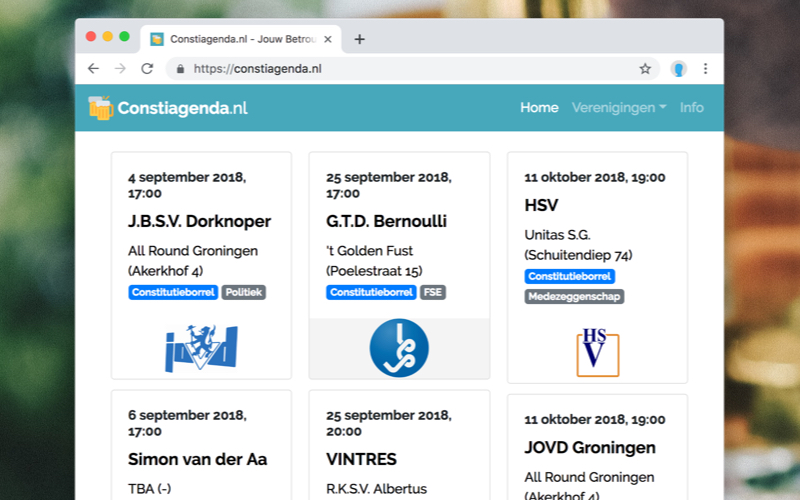 Constiagenda.nl - Jouw Betrou
https://constiagenda.nl
Constiagenda.nl
Home
Verenigingen
Info
4 september 2018,
17:00
J.B.S.V. Dorknoper
All Round Groningen
(Akerkhof 4)
Constitutieborrel
Politiek
jovd
25 september 2018,
17:00
G.T.D. Bernoulli
't Golden Fust
(Poelestraat 15)
Constitutieborrel
FSE
11 oktober 2018, 19:00
HSV
Unitas S.G.
(Schuitendiep 74)
Constitutieborrel
Medezeggenschap
HS
V
6 september 2018,
17:00
Simon van der Aa
TBA (-)
25 september 2018,
20:00
VINTRES
R.K.S.V. Albertus
11 oktober 2018, 19:00
JOVD Groningen
All Round Groningen
(Akerkhof 4)